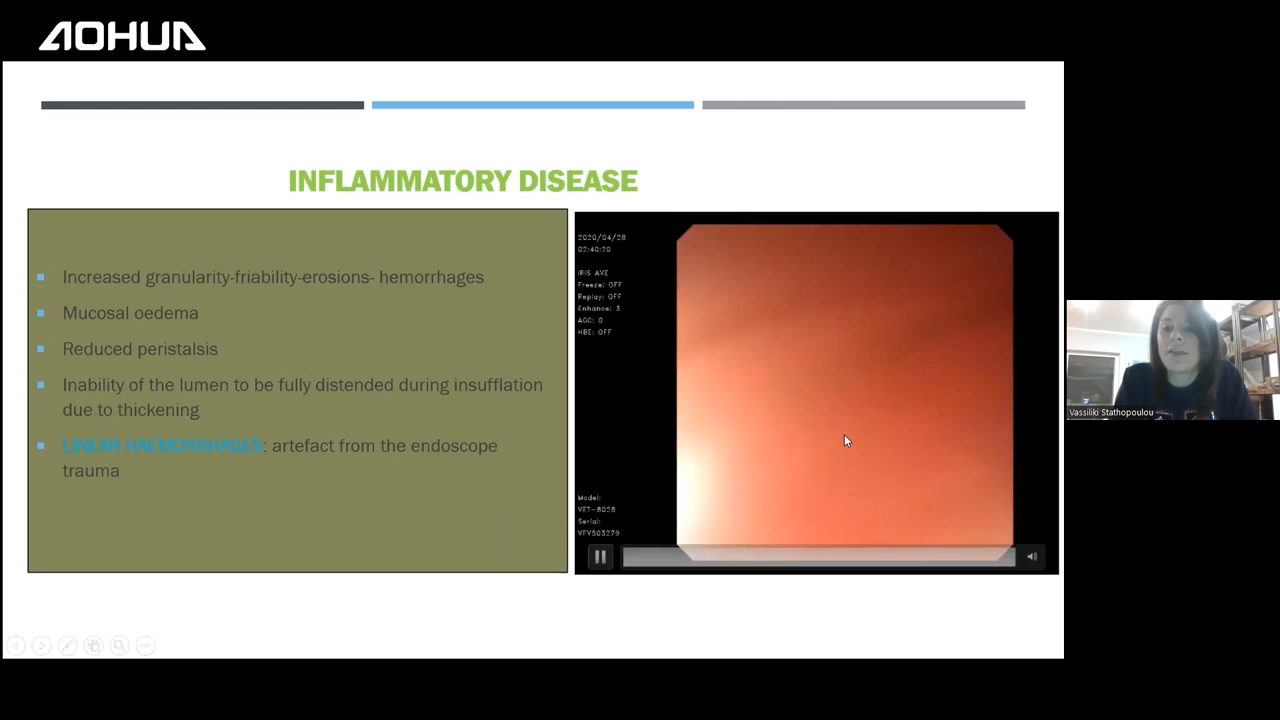 AOHUA
INFLAMMATORY DISEASE
Increased granularity-friability-erosions- hemorrhages
Mucosal oedema
Reduced peristalsis
Inability of the lumen to be fully distended during insufflation
due to thickening
LINEAR HAEMORRHAGES: artefact from the endoscope
trauma
2020/04/28
02:40:20
IRIS AVE
Freeze: OFF
Replay: OFF
Enhance: 3
AGC: 0
HBE: OFF
Model:
VET-8028
Serial:
VFV503279
Vassiliki Stathopoulou